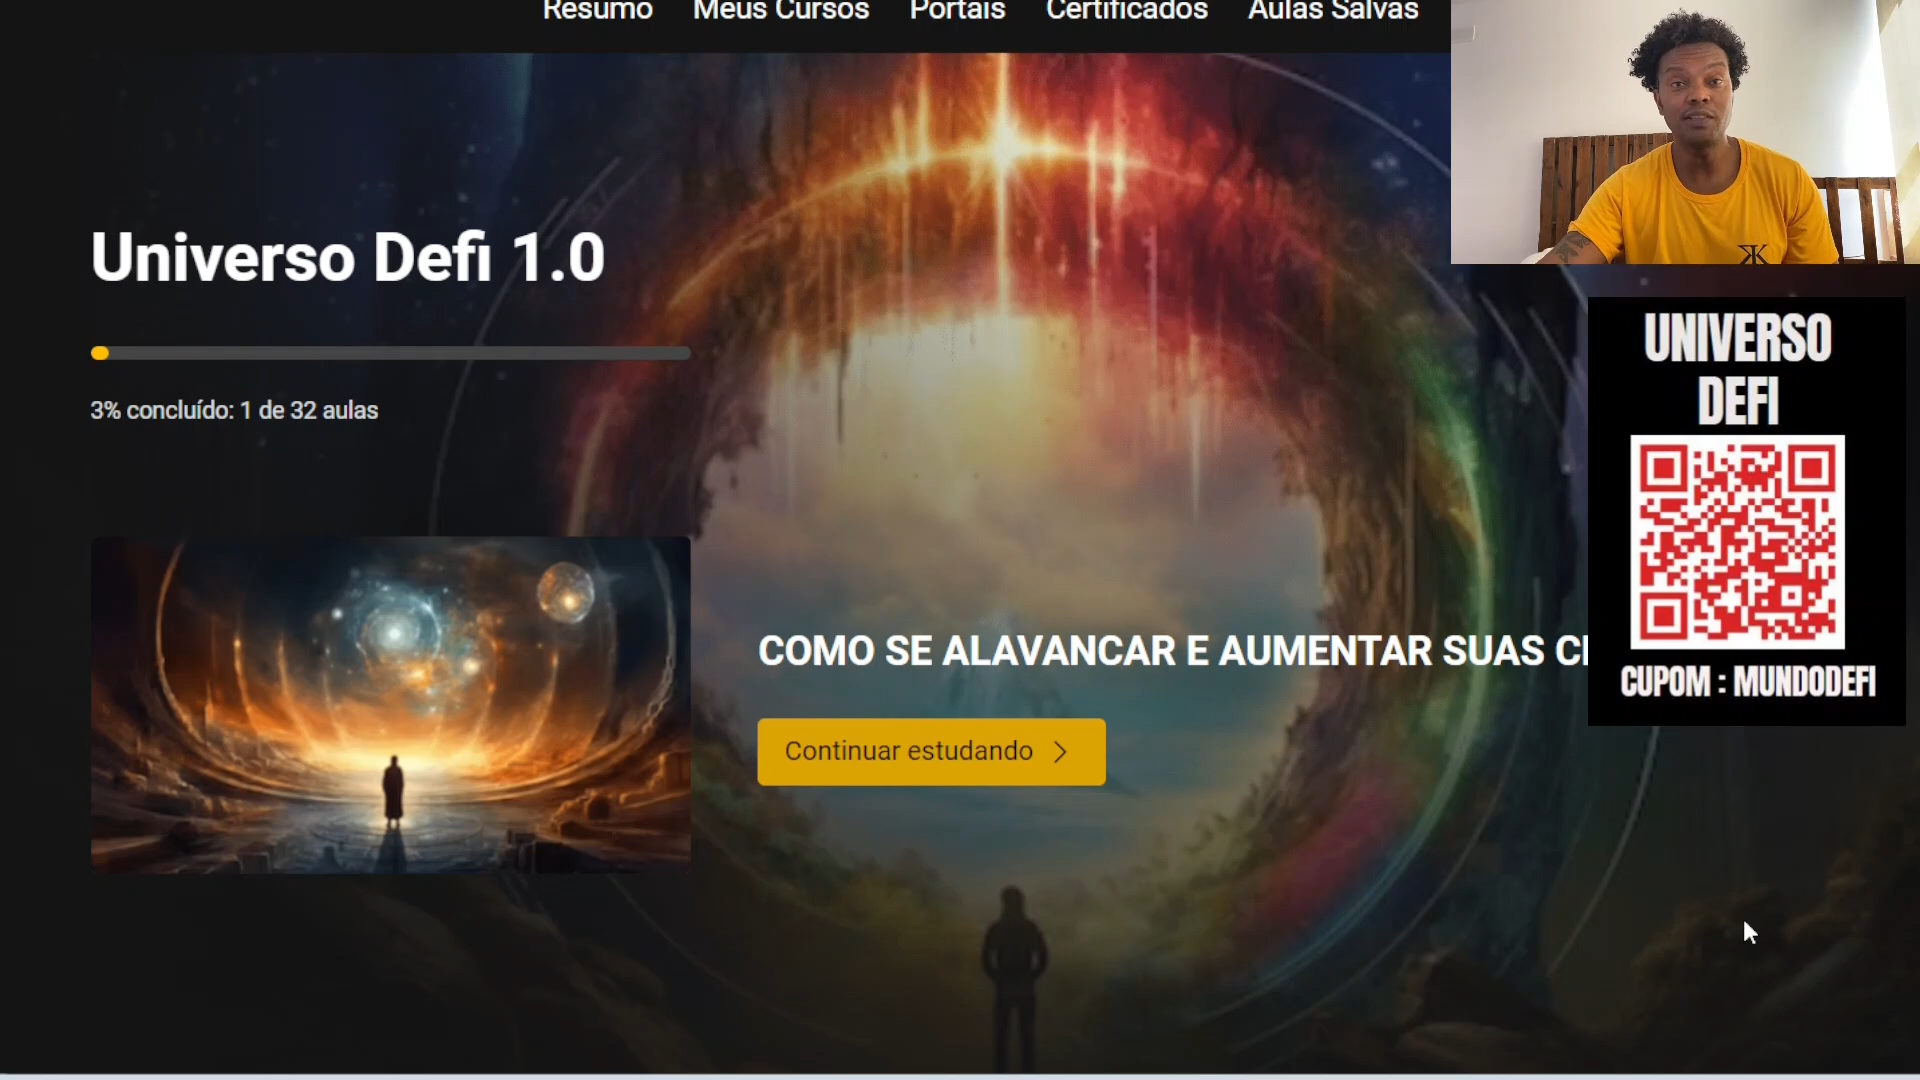 Resumo Meus Cursos Portais Certificados Aulas Salvas
Universo Defi 1.0
3% concluído: 1 de 32 aulas
COMO SE ALAVANCAR E AUMENTAR SUAS
Continuar estudando
UNIVERSO
DEFI
CUPOM : MUNDODEFI